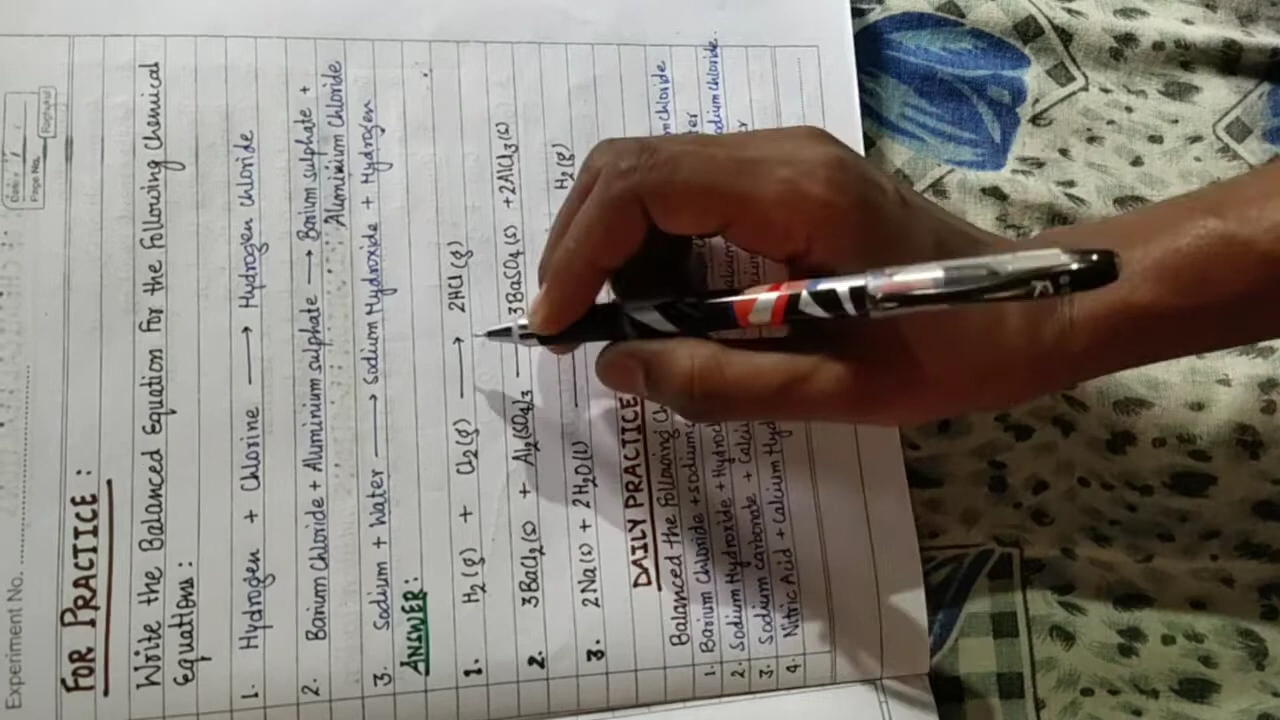 Experiment No.
Date / /
Page No.
FOR PRACTICE :
Write the Balanced Equation For the Following Chemical
Equations :
1. Hydrogen + Chlorine ⟶ Hydrogen Chloride
2. Barium Chloride + Aluminium sulphate ⟶ Barium sulphate +
Aluminium Chloride
3. Sodium + Water ⟶ Sodium Hydroxide + Hydrogen
ANSWER :
1. H₂(g) + Cl₂(g) ⟶ 2HCl(g)
2. 3BaCl₂(s) + Al₂(SO₄)₃ ⟶ 3BaSO₄(s) + 2AlCl₃(s)
3. 2Na(s) + 2H₂O(l) H₂(g)
DAILY PRACTICE
Balanced the Following
1. Barium Chloride + sodium
2. Sodium Hydroxide +
3. Sodium carbonate +
4. Nitric Acid + Calcium